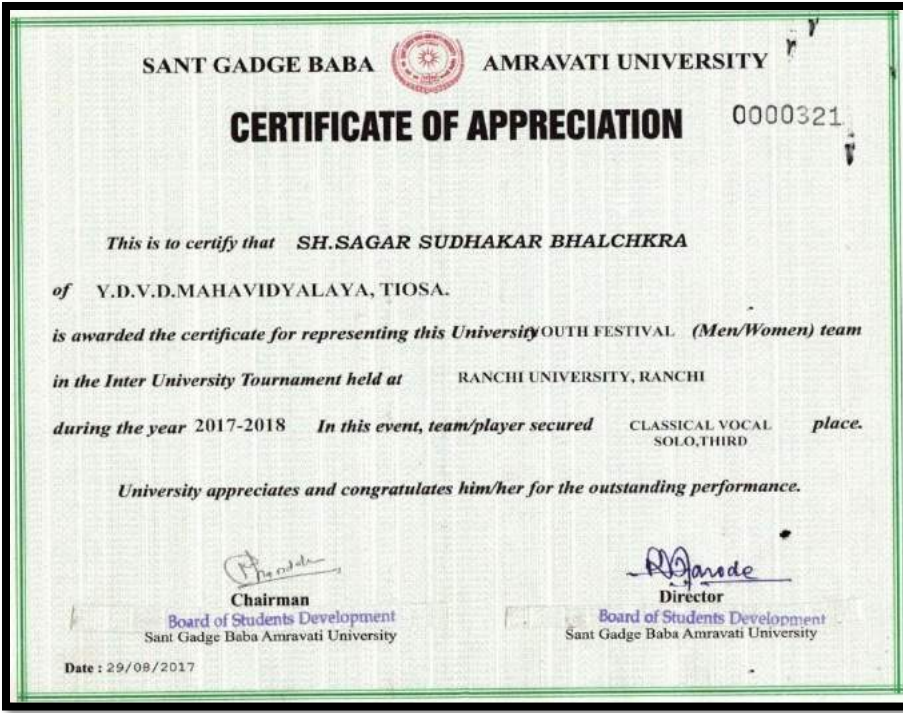 SANT GADGE BABA AMRAVATI UNIVERSITY
CERTIFICATE OF APPRECIATION 0000321
This is to certify that SH.SAGAR SUDHAKAR BHALCHKRA
of Y.D.V.D.MAHAVIDYALAYA, TIOSA.
is awarded the certificate for representing this University YOUTH FESTIVAL (Men/Women) team
in the Inter University Tournament held at RANCHI UNIVERSITY, RANCHI
during the year 2017-2018 In this event, team/player secured CLASSICAL VOCAL place.
SOLO,THIRD
University appreciates and congratulates him/her for the outstanding performance.
Chairman
Board of Students Development
Sant Gadge Baba Amravati University
Director
Board of Students Development
Sant Gadge Baba Amravati University
Date : 29/08/2017